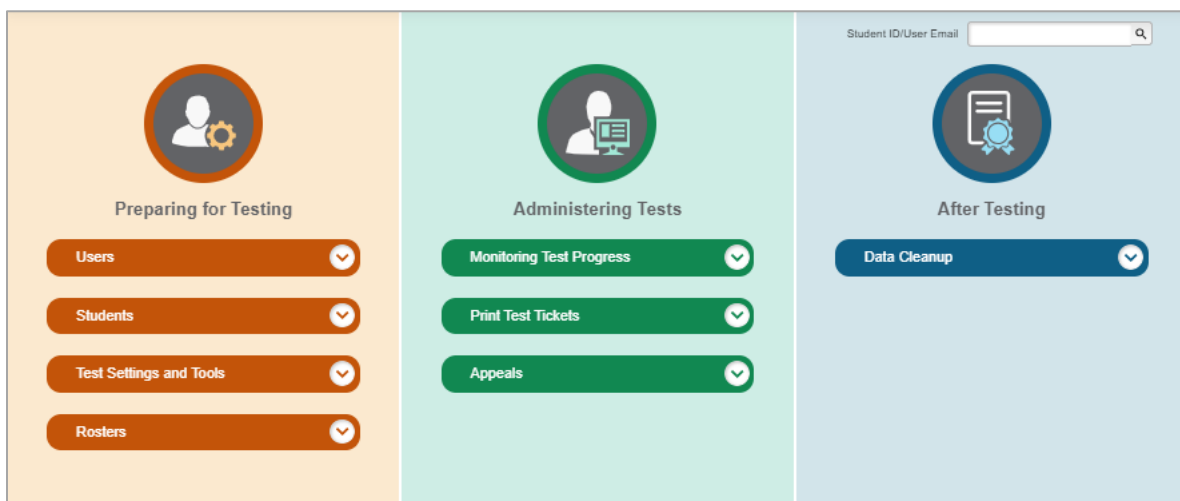 Student ID/User Email
Preparing for Testing
Users
Students
Test Settings and Tools
Rosters
Administering Tests
Monitoring Test Progress
Print Test Tickets
Appeals
After Testing
Data Cleanup